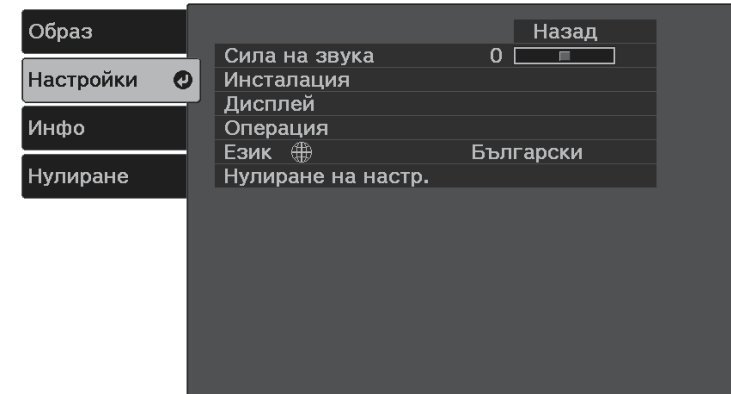 Образ
Настройки
Инфо
Нулиране
Назад
Сила на звука 0
Инсталация
Дисплей
Операция
Език Български
Нулиране на настр.